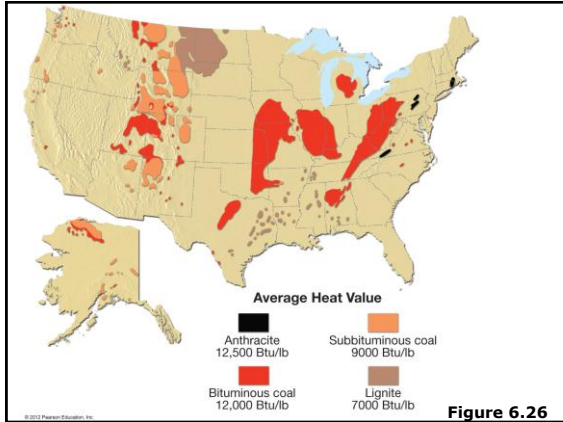 Average Heat Value
Anthracite
12,500 Btu/lb
Subbituminous coal
9000 Btu/lb
Bituminous coal
12,000 Btu/lb
Lignite
7000 Btu/lb
© 2012 Pearson Education, Inc.
Figure 6.26